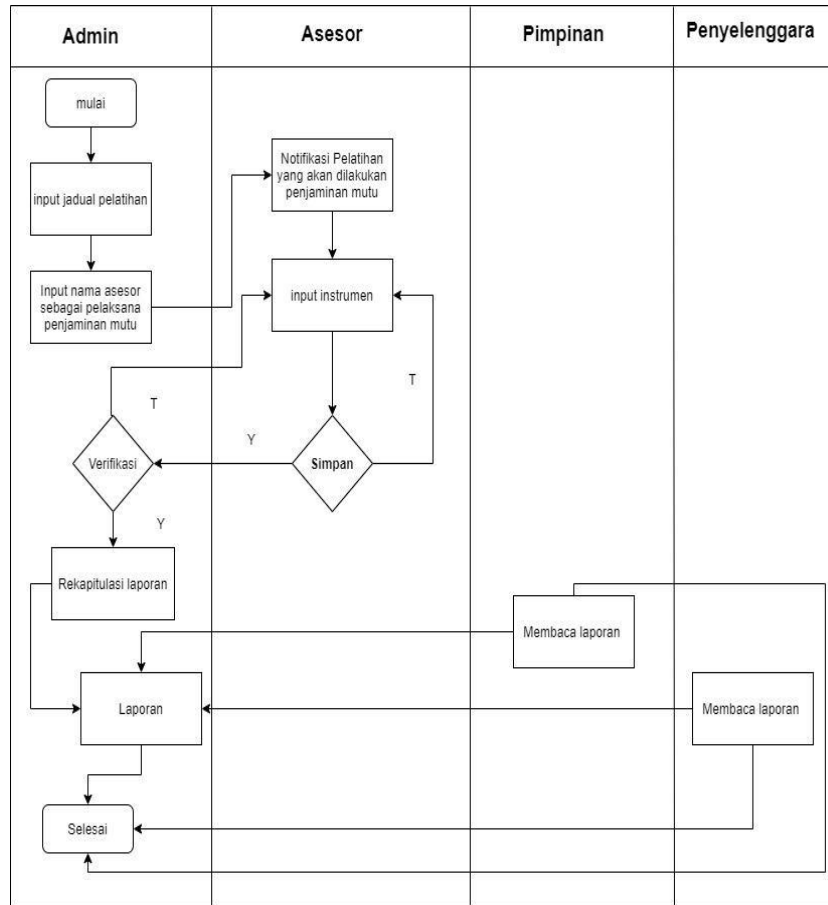 Admin
Asesor
Pimpinan
Penyelenggara
mulai
input jadual pelatihan
Input nama asesor
sebagai pelaksana
penjaminan mutu
Notifikasi Pelatihan
yang akan dilakukan
penjaminan mutu
input instrumen
T
T
Y
Verifikasi
Simpan
Y
Rekapitulasi laporan
Membaca laporan
Laporan
Membaca laporan
Selesai